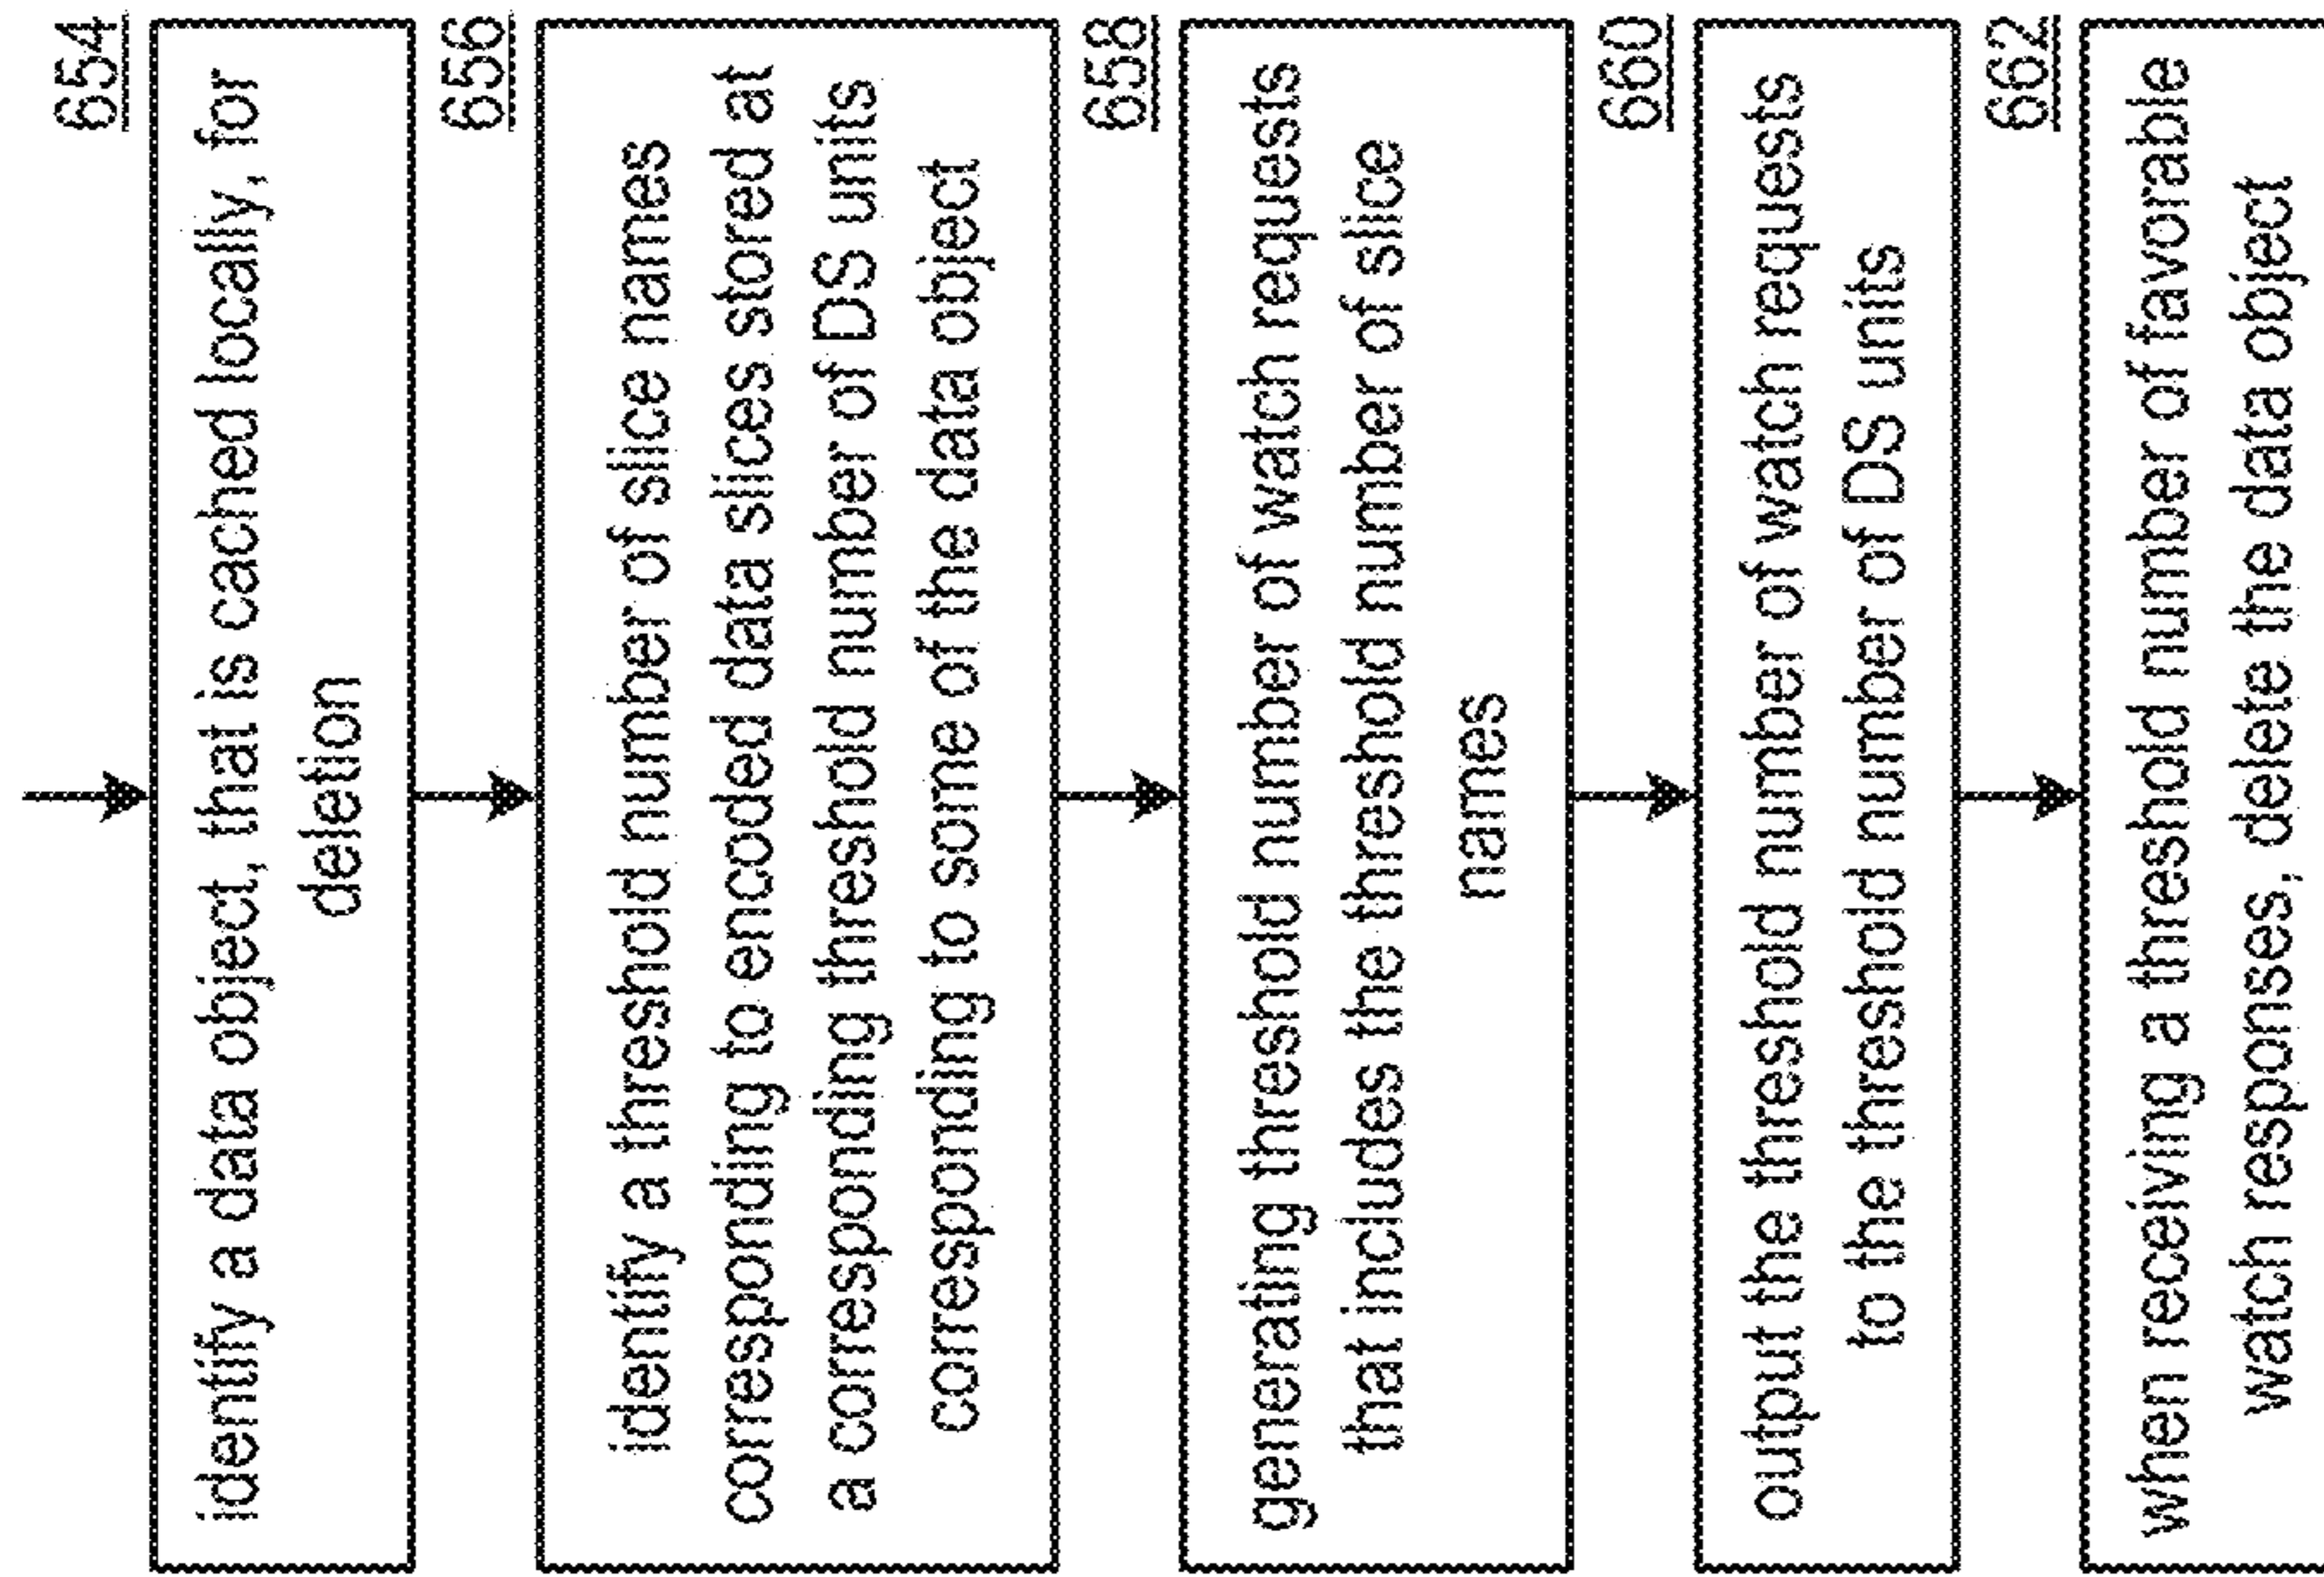 654
identify a data object, that is cached locally, for
deletion
656
identify a threshold number of slice names
corresponding to encoded data slices stored at
a corresponding threshold number of DS units
corresponding to some of the data object
658
generating threshold number of watch requests
that includes the threshold number of slice
names
660
output the threshold number of watch requests
to the threshold number of DS units
662
when receiving a threshold number of favorable
watch responses, delete the data object